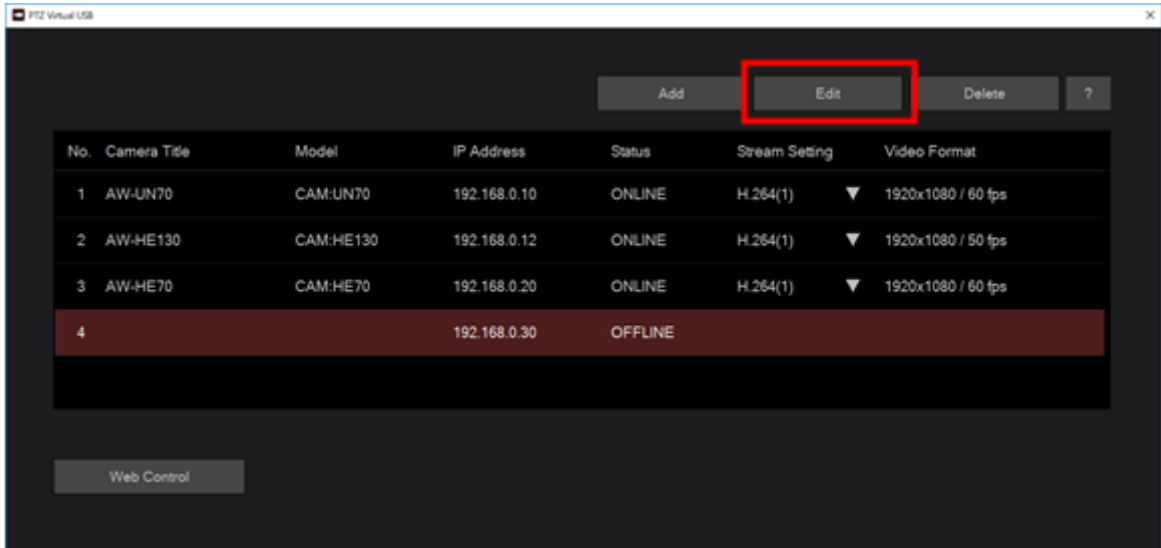 PTZ Virtual USB
Add Edit Delete ?
No. Camera Title Model IP Address Status Stream Setting Video Format
1 AW-UN70 CAM:UN70 192.168.0.10 ONLINE H.264(1) ▼ 1920x1080 / 60 fps
2 AW-HE130 CAM:HE130 192.168.0.12 ONLINE H.264(1) ▼ 1920x1080 / 50 fps
3 AW-HE70 CAM:HE70 192.168.0.20 ONLINE H.264(1) ▼ 1920x1080 / 60 fps
4 192.168.0.30 OFFLINE
Web Control